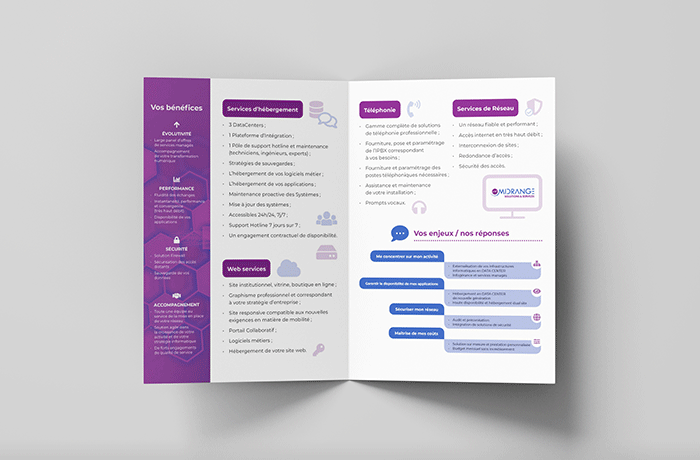 Vos bénéfices
ÉVOLUTIVITÉ
Large panel d'offres
de services managés
Accompagnement
de votre transformation
numérique
PERFORMANCE
Fluidité des échanges
Instantanéité, performance
et convergence
(très haut débit)
Disponibilité de vos
applications
SÉCURITÉ
Solution Firewall
Sécurisation des accès
distants
Sauvegarde de vos
données
ACCOMPAGNEMENT
Toute une équipe au
service de la mise en place
de votre réseau
Soutien agile vers
la croissance de votre
activité et de votre
stratégie informatique
De forts engagements
de qualité de service
Services d'hébergement
- 3 DataCenters ;
- 1 Plateforme d'intégration ;
- 1 Pôle de support hotline et maintenance
(techniciens, ingénieurs, experts) ;
- Stratégies de sauvegardes ;
- L'hébergement de vos logiciels métier ;
- L'hébergement de vos applications ;
- Maintenance proactive des Systèmes ;
- Mise à jour des systèmes ;
- Accessibles 24h/24, 7j/7 ;
- Support Hotline 7 jours sur 7 ;
- Un engagement contractuel de disponibilité.
Web services
- Site institutionnel, vitrine, boutique en ligne ;
- Graphisme professionnel et correspondant
à votre stratégie d'entreprise ;
- Site responsive compatible aux nouvelles
exigences en matière de mobilité ;
- Portail Collaboratif ;
- Logiciels métiers ;
- Hébergement de votre site web.
Téléphonie
- Gamme complète de solutions
de téléphonie professionnelle ;
- Fourniture, pose et paramétrage
de l'IPBX correspondant
à vos besoins ;
- Fourniture et paramétrage des
postes téléphoniques nécessaires ;
- Assistance et maintenance
de votre installation ;
- Prompts vocaux.
Services de Réseau
- Un réseau fiable et performant ;
- Accès internet en très haut débit ;
- Interconnexion de sites ;
- Redondance d'accès ;
- Sécurité des accès.
SOLUTIONS & SERVICES
Vos enjeux / nos réponses
Me concentrer sur mon activité
- Externalisation de vos infrastructures
informatiques en DATA CENTER
Infogérance et services managés
Garantir la disponibilité de mes applications
- Hébergement en DATA CENTER
de nouvelle génération
Haute disponibilité et hébergement dualisés
Sécuriser mon réseau
- Audit et préconisation
Intégration de solutions de sécurité
Maîtrise de mes coûts
- Solution sur mesure et prestation personnalisée
Budget mensuel sans investissement